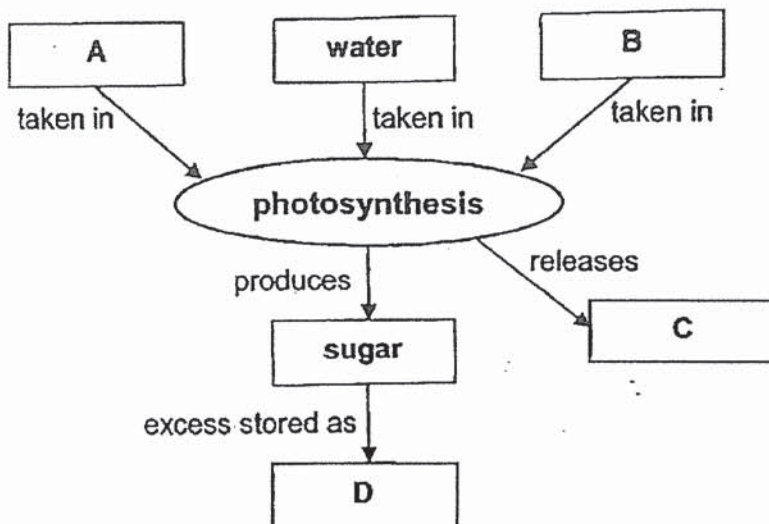 A
water
B
taken in
taken in
taken in
photosynthesis
produces
releases
sugar
C
excess stored as
D